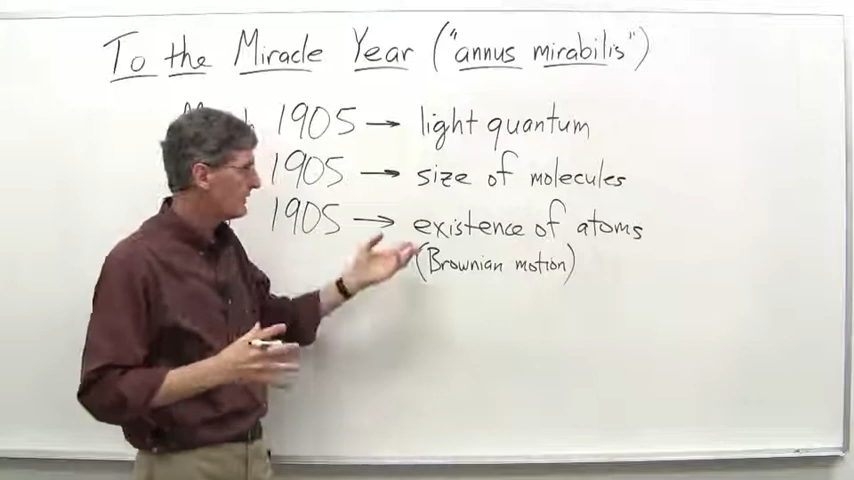 To the Miracle Year ("annus mirabilis")
1905 → light quantum
1905 → size of molecules
1905 → existence of atoms
(Brownian motion)